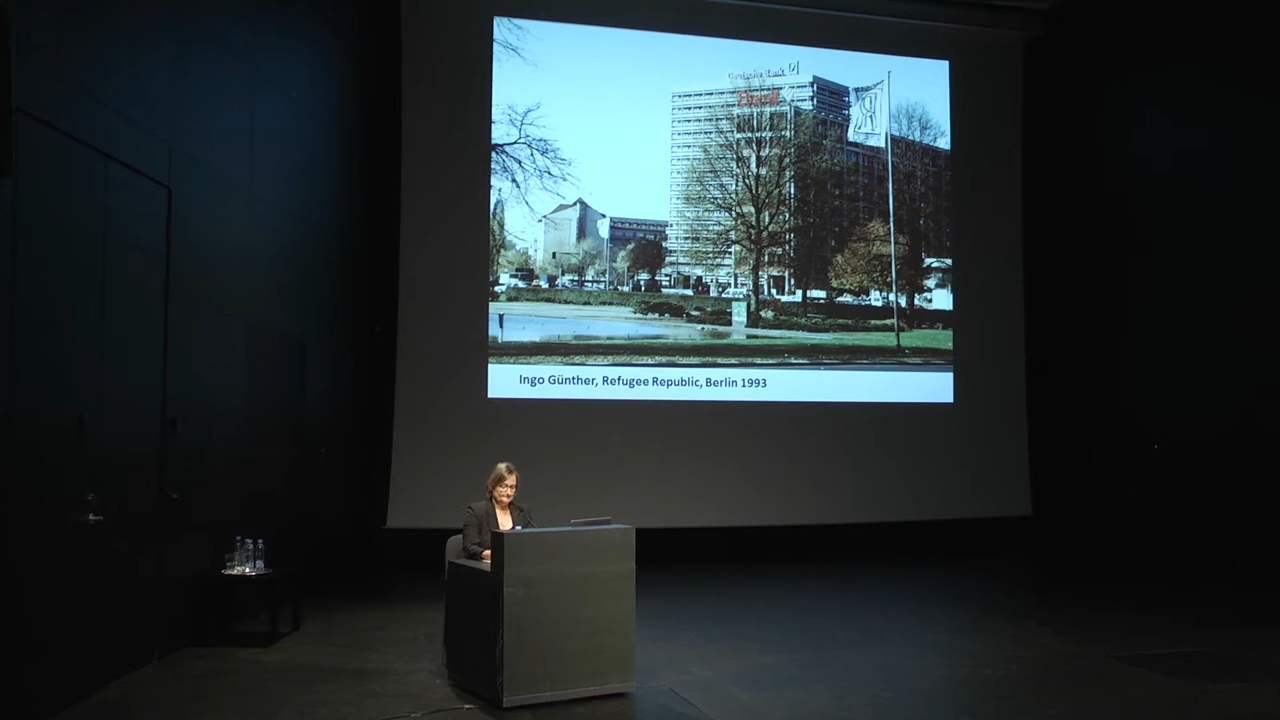 Deutsche Bank
Ingo Günther, Refugee Republic, Berlin 1993